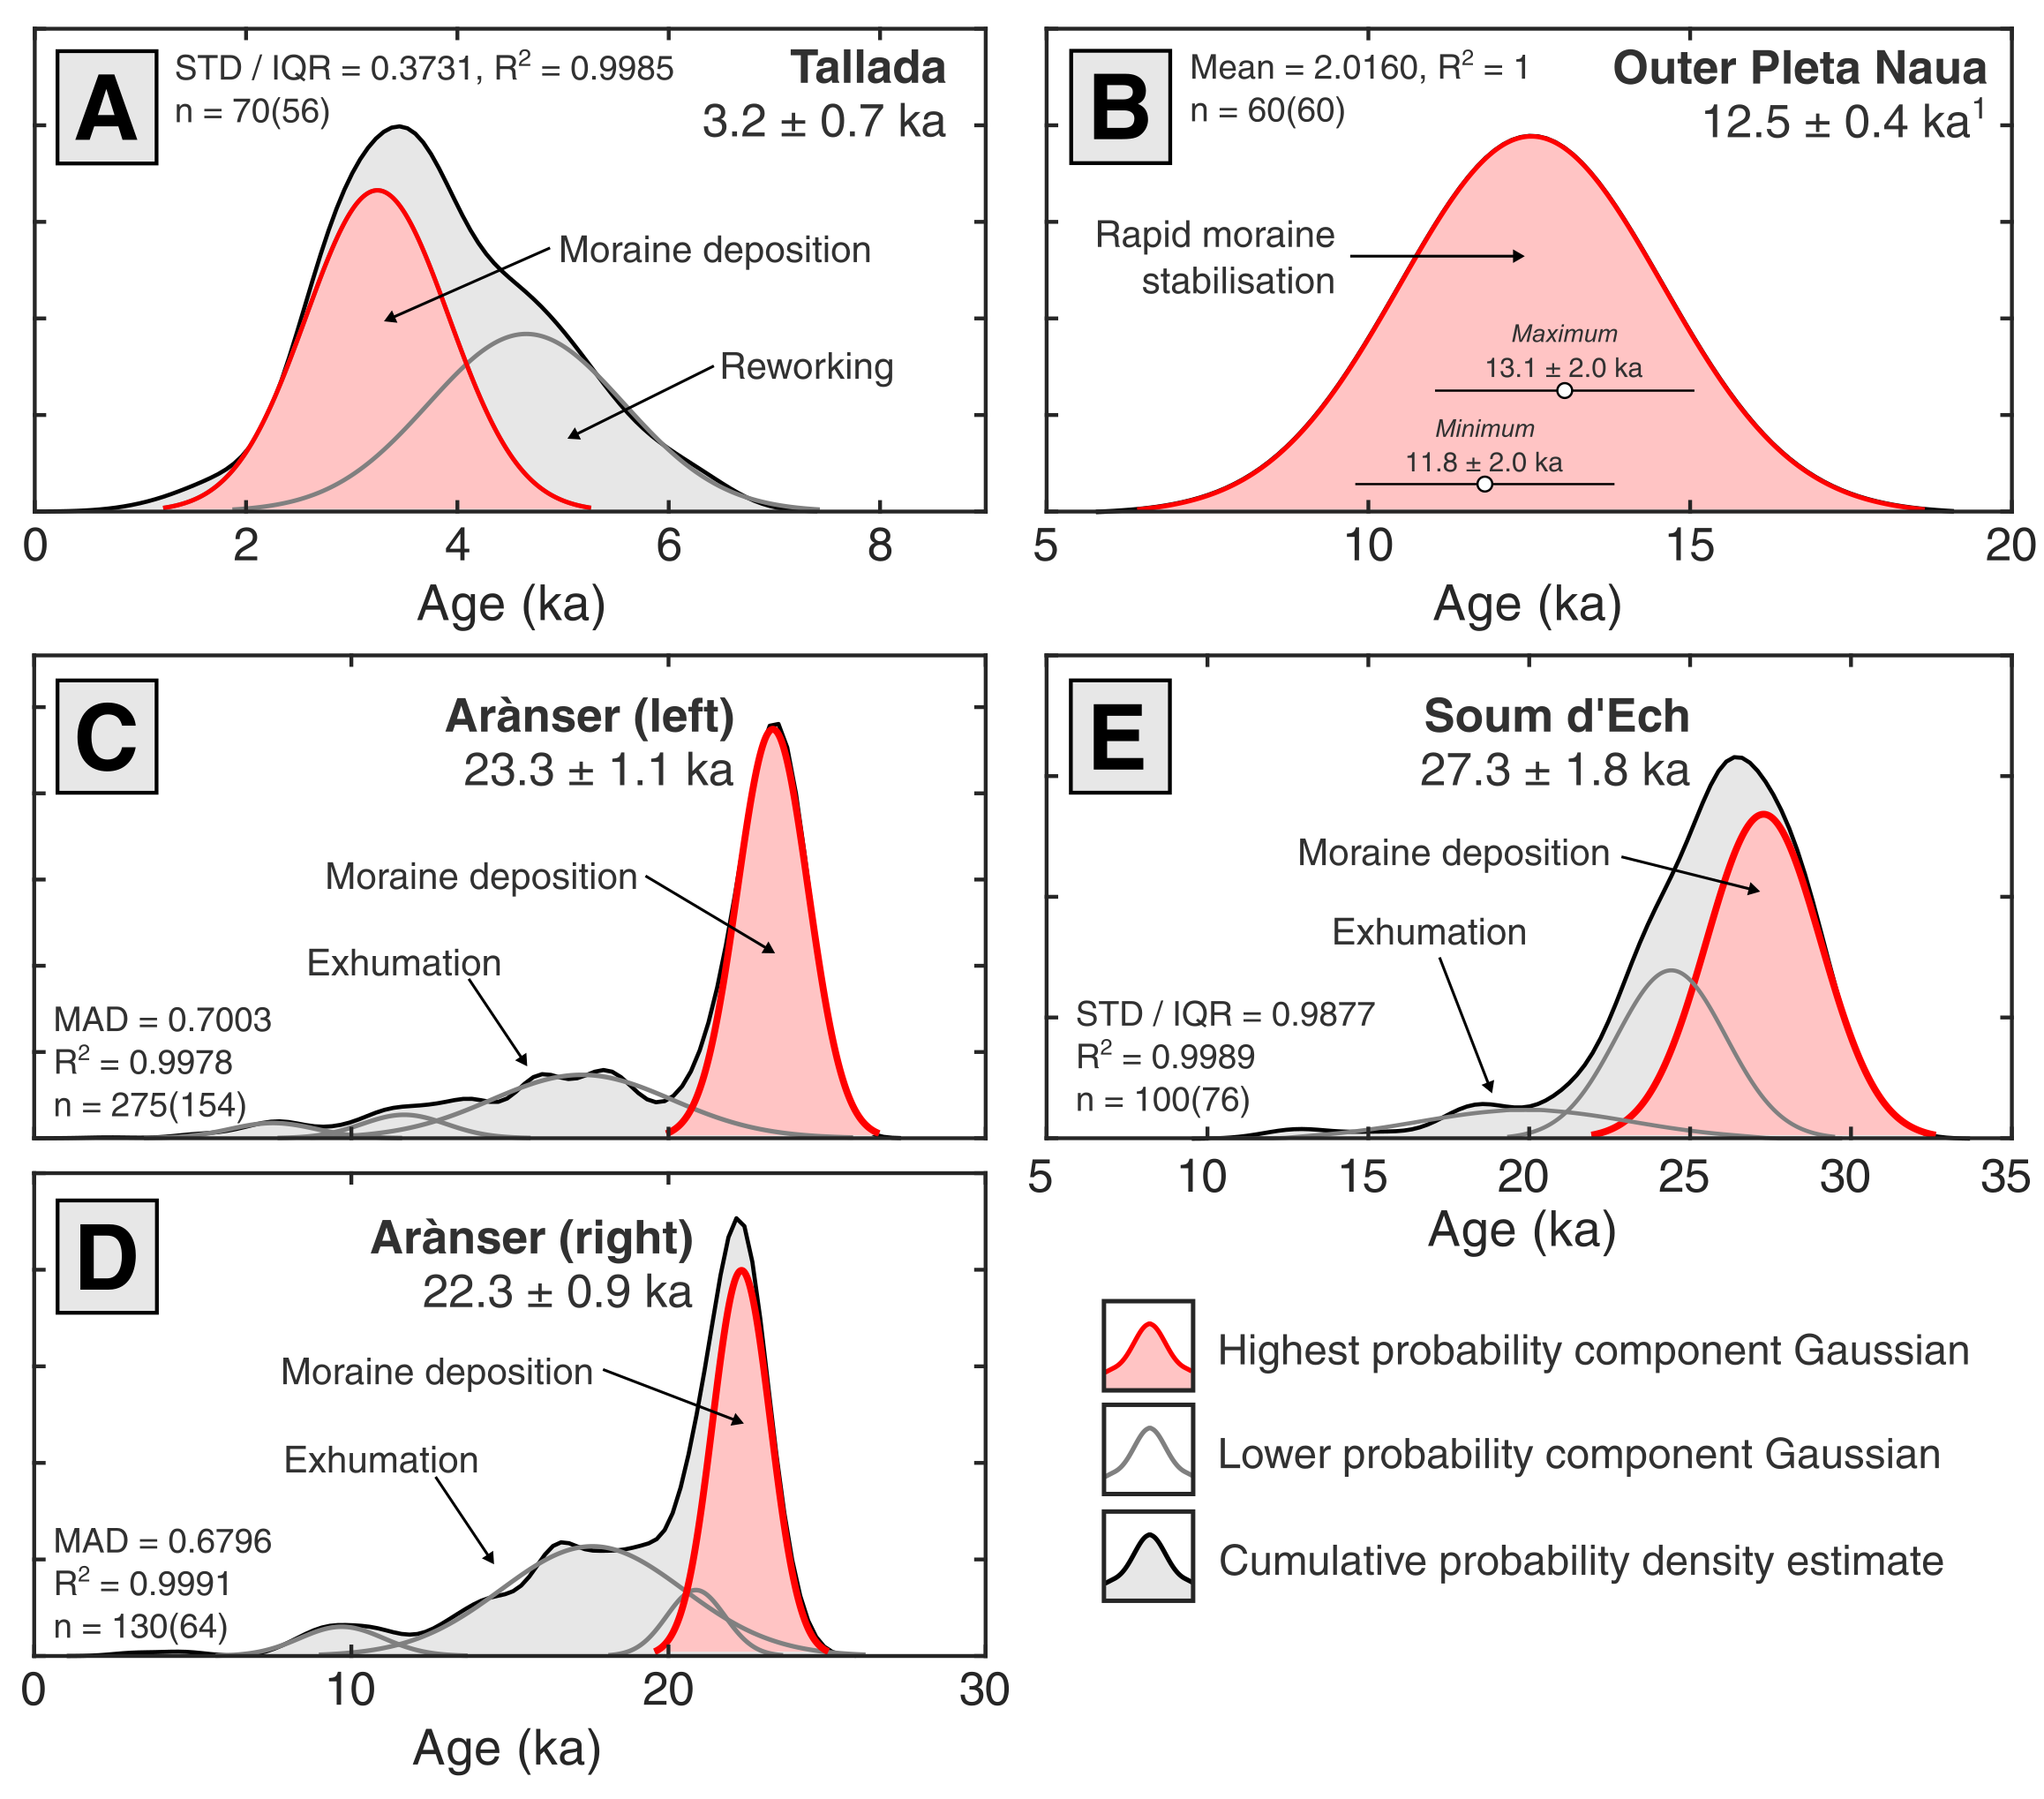 A
STD / IQR = 0.3731, R² = 0.9985
n = 70(56)
Tallada
3.2 ± 0.7 ka
Moraine deposition
Reworking
0 2 4 6 8
Age (ka)
B
Mean = 2.0160, R² = 1
n = 60(60)
Outer Pleta Naua
12.5 ± 0.4 ka¹
Rapid moraine
stabilisation
Maximum
13.1 ± 2.0 ka
Minimum
11.8 ± 2.0 ka
5 10 15 20
Age (ka)
C
Arànser (left)
23.3 ± 1.1 ka
Moraine deposition
Exhumation
MAD = 0.7003
R² = 0.9978
n = 275(154)
D
Arànser (right)
22.3 ± 0.9 ka
Moraine deposition
Exhumation
MAD = 0.6796
R² = 0.9991
n = 130(64)
0 10 20 30
Age (ka)
E
Soum d'Ech
27.3 ± 1.8 ka
Moraine deposition
Exhumation
STD / IQR = 0.9877
R² = 0.9989
n = 100(76)
5 10 15 20 25 30 35
Age (ka)
Highest probability component Gaussian
Lower probability component Gaussian
Cumulative probability density estimate